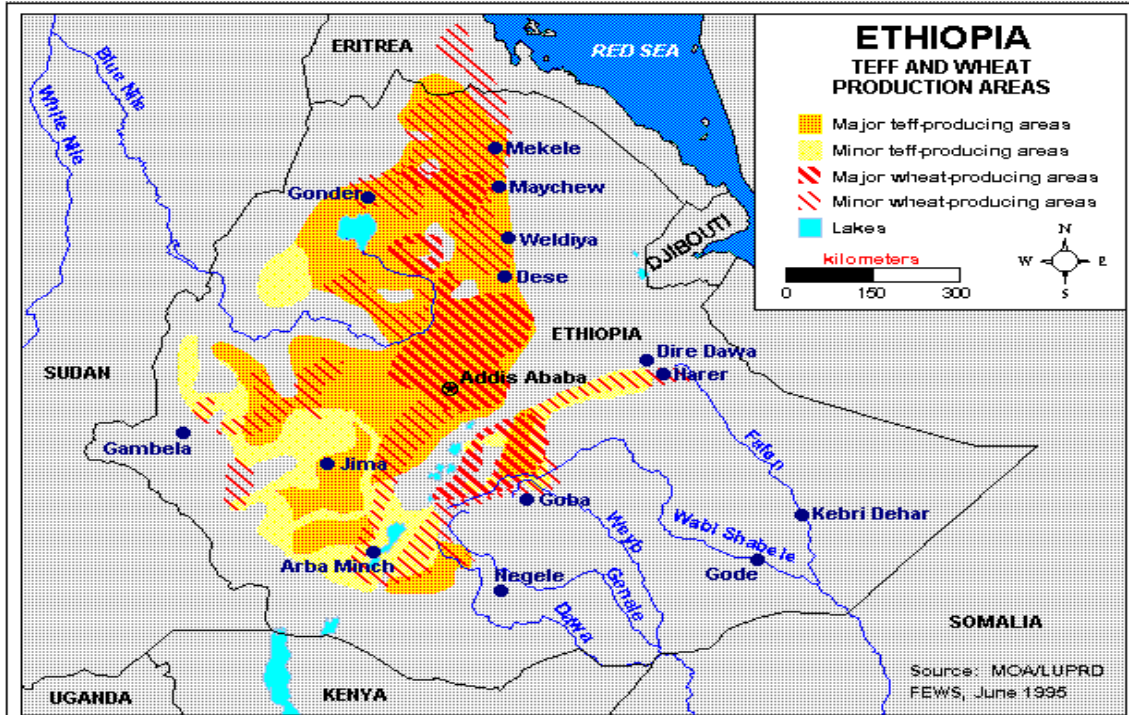 ETHIOPIA
TEFF AND WHEAT
PRODUCTION AREAS
Major teff-producing areas
Minor teff-producing areas
Major wheat-producing areas
Minor wheat-producing areas
Lakes
kilometers
0 150 300
N
W E
S
ERITREA
RED SEA
Blue Nile
White Nile
Mekele
Maychew
Gonder
Weldiya
DJIBOUTI
Dese
ETHIOPIA
Dire Dawa
Harer
SUDAN
Addis Ababa
Gambela
Jima
Fafen
Goba
Kebri Dehar
Weyb
Wabi Shabele
Gode
Arba Minch
Negele
Genale
Dawa
SOMALIA
UGANDA
KENYA
Source: MOA/LUPRD
FEWS, June 1995